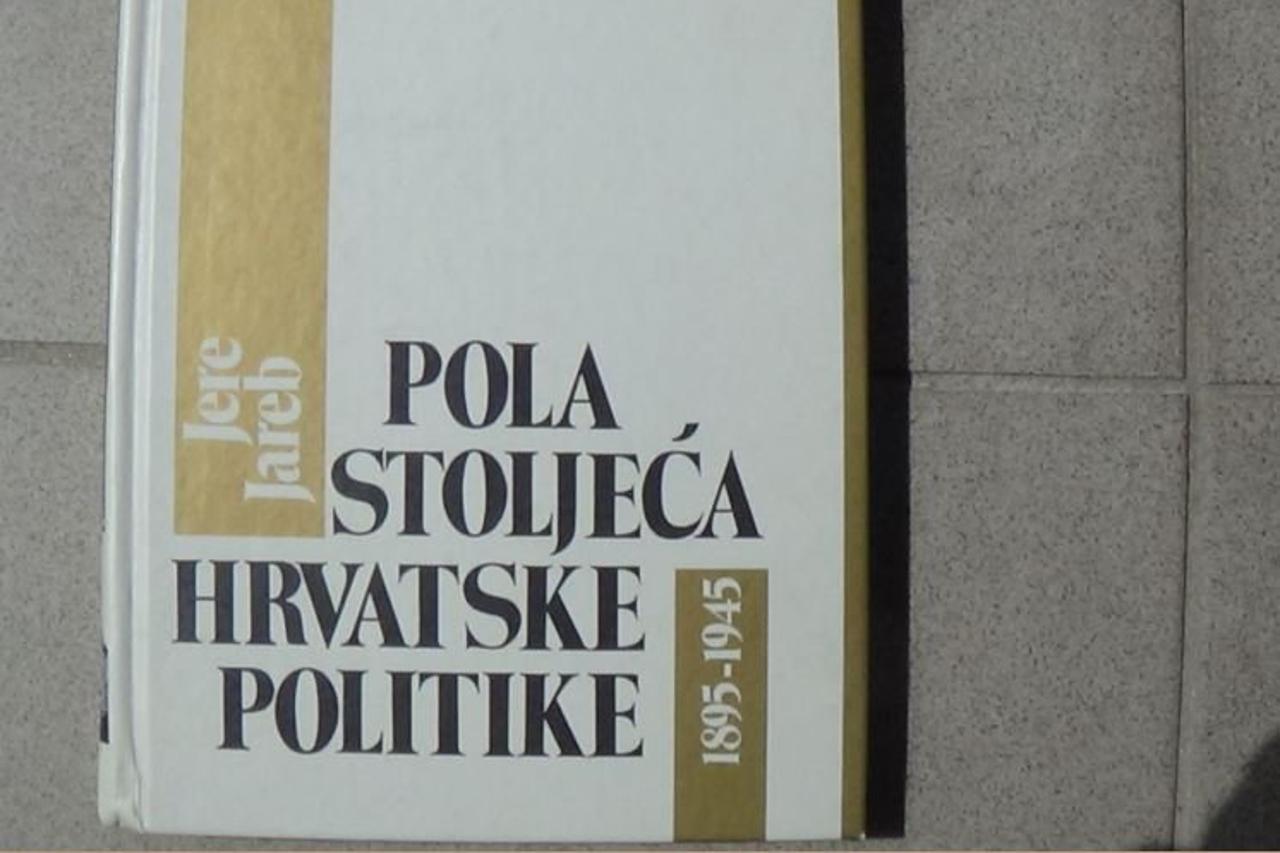 Jere
Jareb
POLA
STOLJEĆA
HRVATSKE
POLITIKE
1895-1945